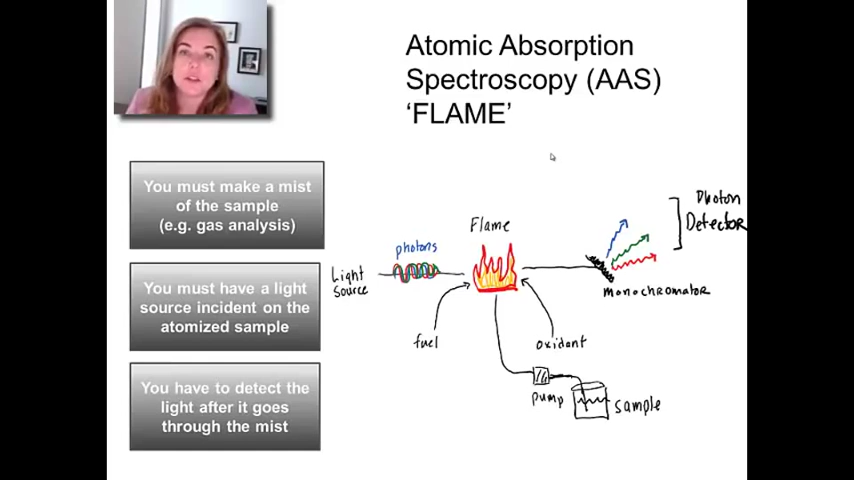 Atomic Absorption
Spectroscopy (AAS)
‘FLAME’
You must make a mist
of the sample
(e.g. gas analysis)
You must have a light
source incident on the
atomized sample
You have to detect the
light after it goes
through the mist
Light
Source
photons
Flame
fuel
oxidant
pump
sample
monochromator
Photon
Detector